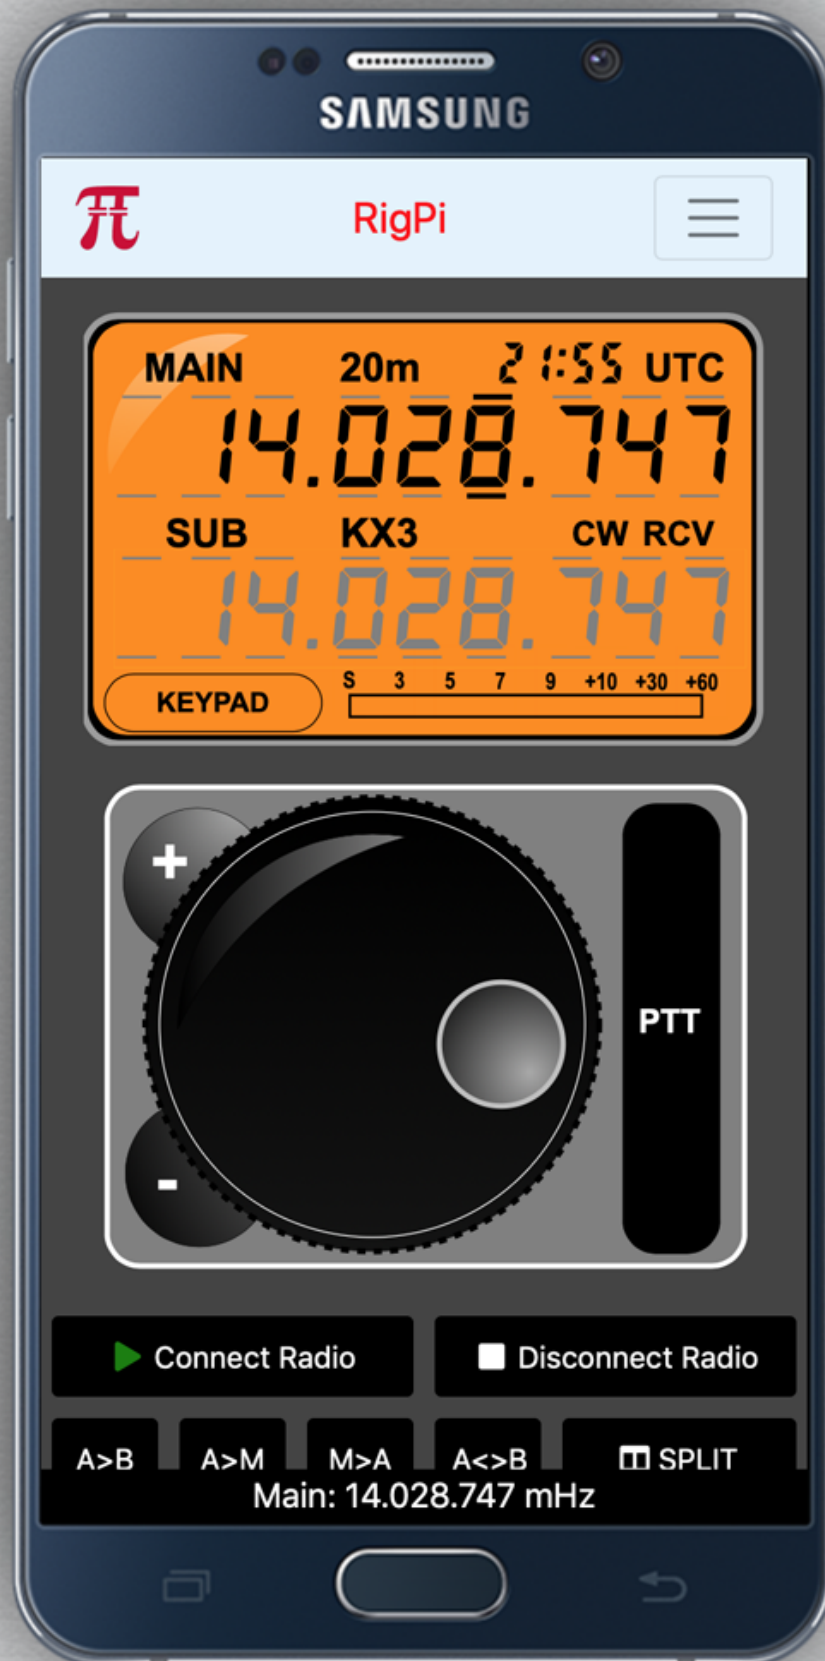 SAMSUNG
RigPi
MAIN 20m 21:55 UTC
14.028.747
SUB KX3 CW RCV
14.028.747
KEYPAD S 3 5 7 9 +10 +30 +60
+
PTT
-
Connect Radio Disconnect Radio
A>B A>M M>A A<>B SPLIT
Main: 14.028.747 mHz